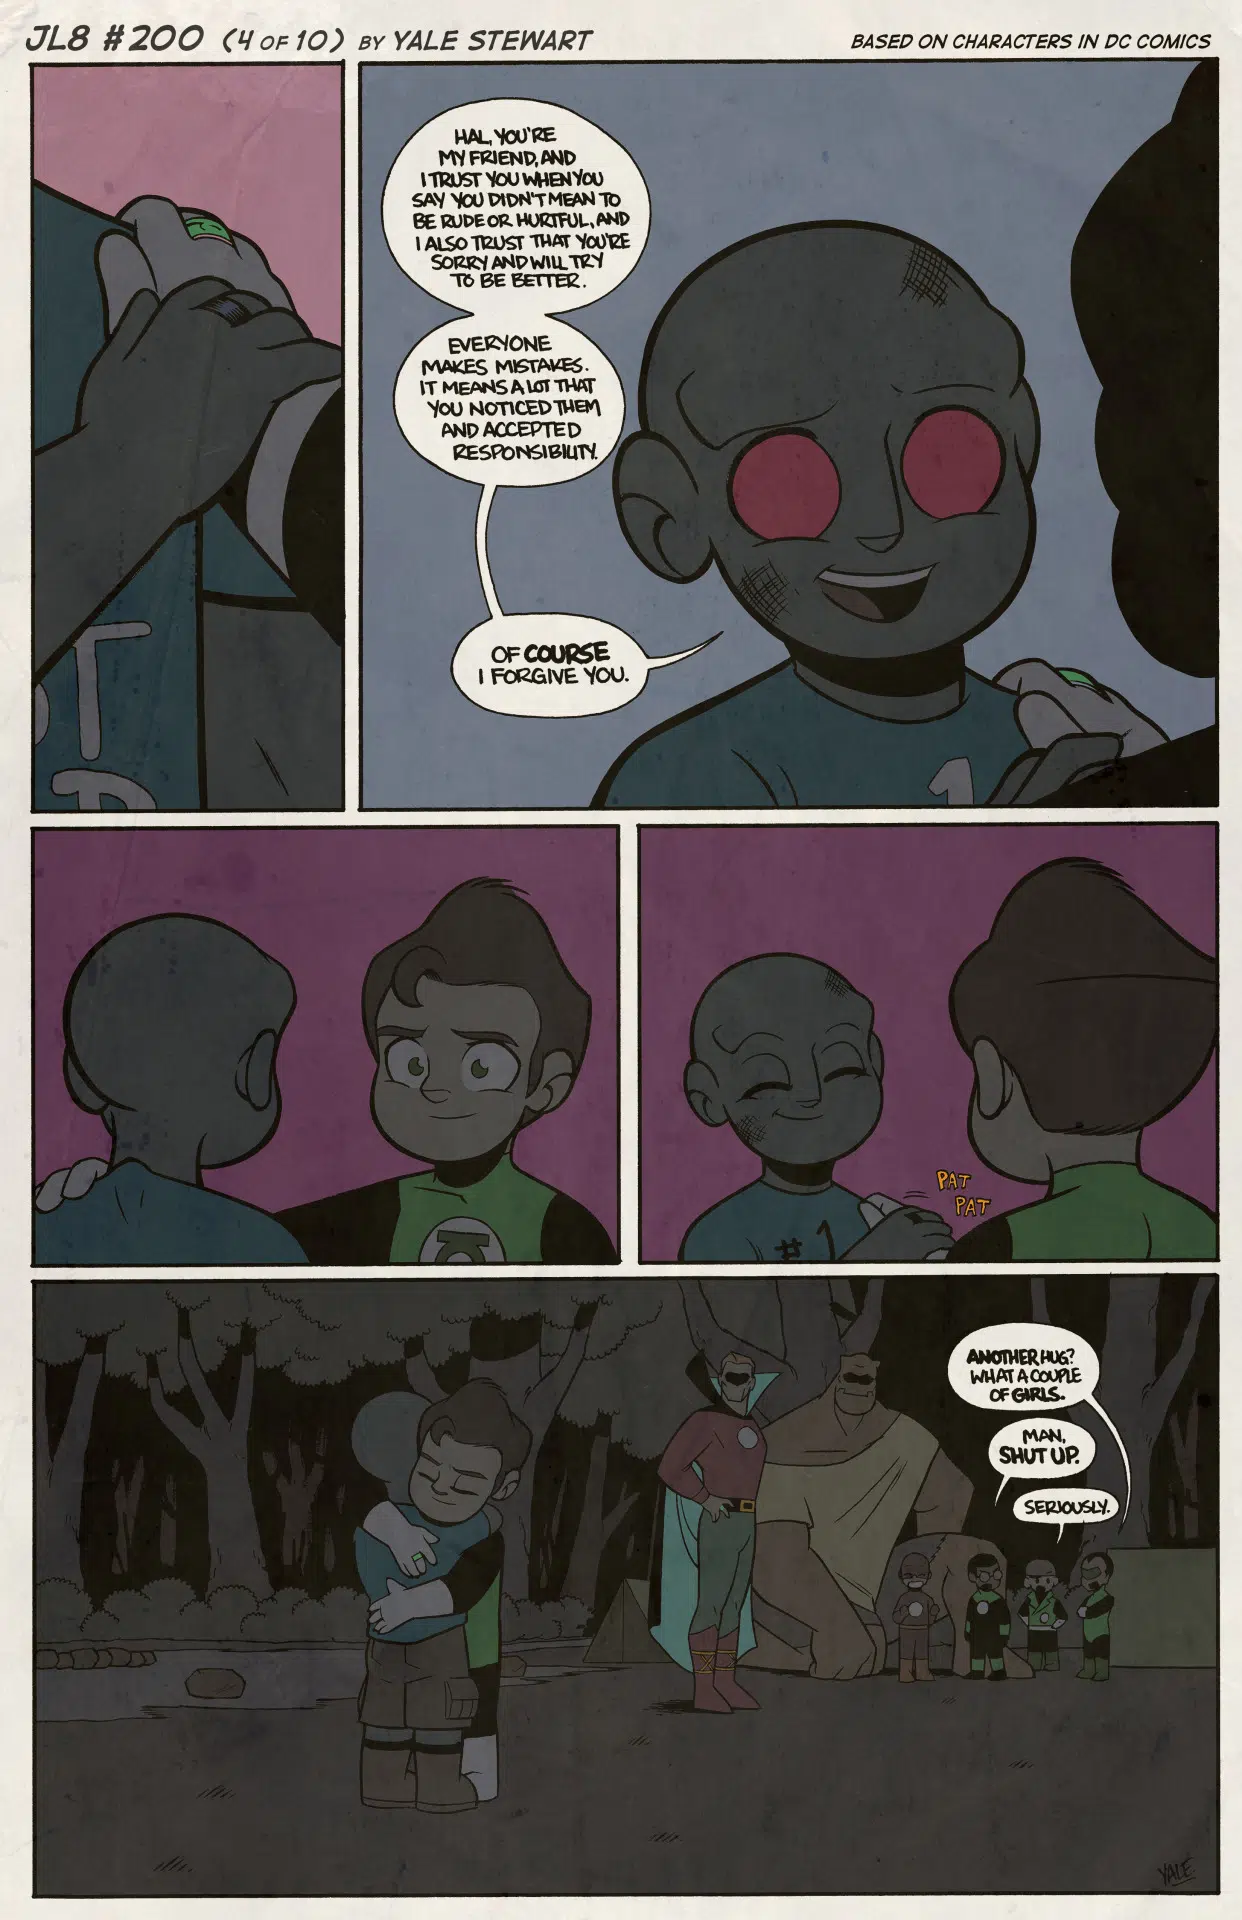 JL8 #200 (4 OF 10) BY YALE STEWART
BASED ON CHARACTERS IN DC COMICS
HAL, YOU'RE
MY FRIEND, AND
I TRUST YOU WHEN YOU
SAY YOU DIDN'T MEAN TO
BE RUDE OR HURTFUL, AND
I ALSO TRUST THAT YOU'RE
SORRY AND WILL TRY
TO BE BETTER.
EVERYONE
MAKES MISTAKES.
IT MEANS A LOT THAT
YOU NOTICED THEM
AND ACCEPTED
RESPONSIBILITY.
OF COURSE
I FORGIVE YOU.
#1
PAT
PAT
ANOTHER HUG?
WHAT A COUPLE
OF GIRLS.
MAN,
SHUT UP.
SERIOUSLY.
YALE